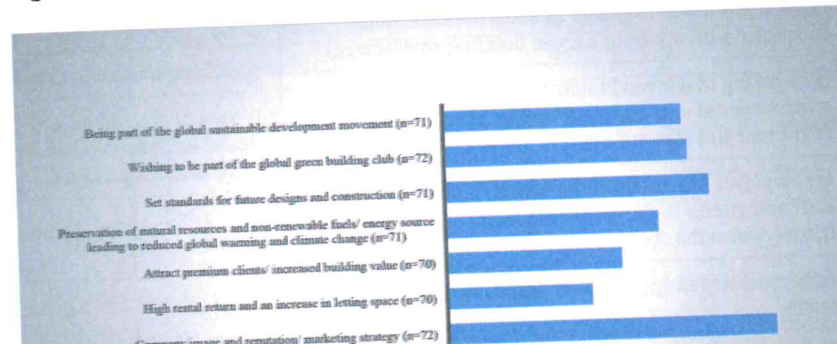 Being part of the global sustainable development movement (n=71)
Wishing to be part of the global green building club (n=72)
Set standards for future designs and construction (n=71)
Preservation of natural resources and non-renewable fuels/ energy source
leading to reduced global warming and climate change (n=71)
Attract premium clients/ increased building value (n=70)
High rental return and an increase in letting space (n=70)
Company image and reputation/ marketing strategy (n=72)